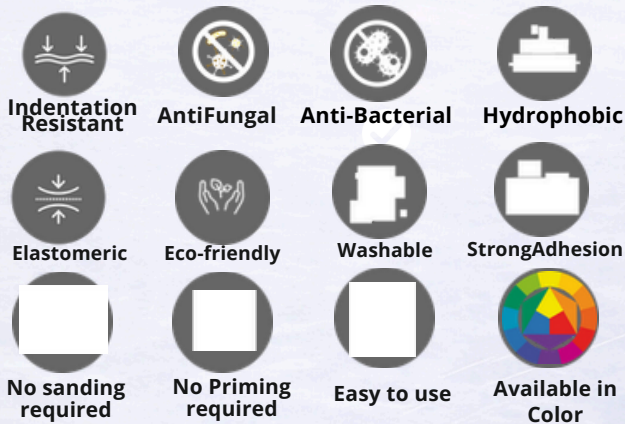 Indentation
Resistant
AntiFungal
Anti-Bacterial
Hydrophobic
Elastomeric
Eco-friendly
Washable
StrongAdhesion
No sanding
required
No Priming
required
Easy to use
Available in
Color